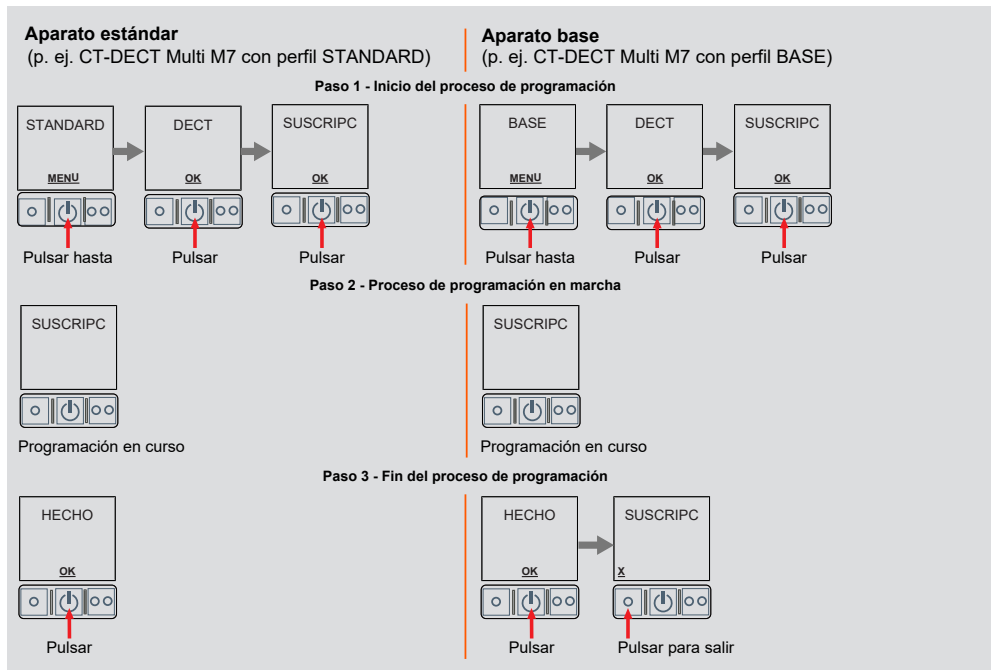 Aparato estándar
(p. ej. CT-DECT Multi M7 con perfil STANDARD)
Aparato base
(p. ej. CT-DECT Multi M7 con perfil BASE)
Paso 1 - Inicio del proceso de programación
STANDARD
MENU
Pulsar hasta
DECT
OK
Pulsar
SUSCRIPC
OK
Pulsar
BASE
MENU
Pulsar hasta
DECT
OK
Pulsar
SUSCRIPC
OK
Pulsar
Paso 2 - Proceso de programación en marcha
SUSCRIPC
Programación en curso
SUSCRIPC
Programación en curso
Paso 3 - Fin del proceso de programación
HECHO
OK
Pulsar
HECHO
OK
Pulsar
SUSCRIPC
X
Pulsar para salir